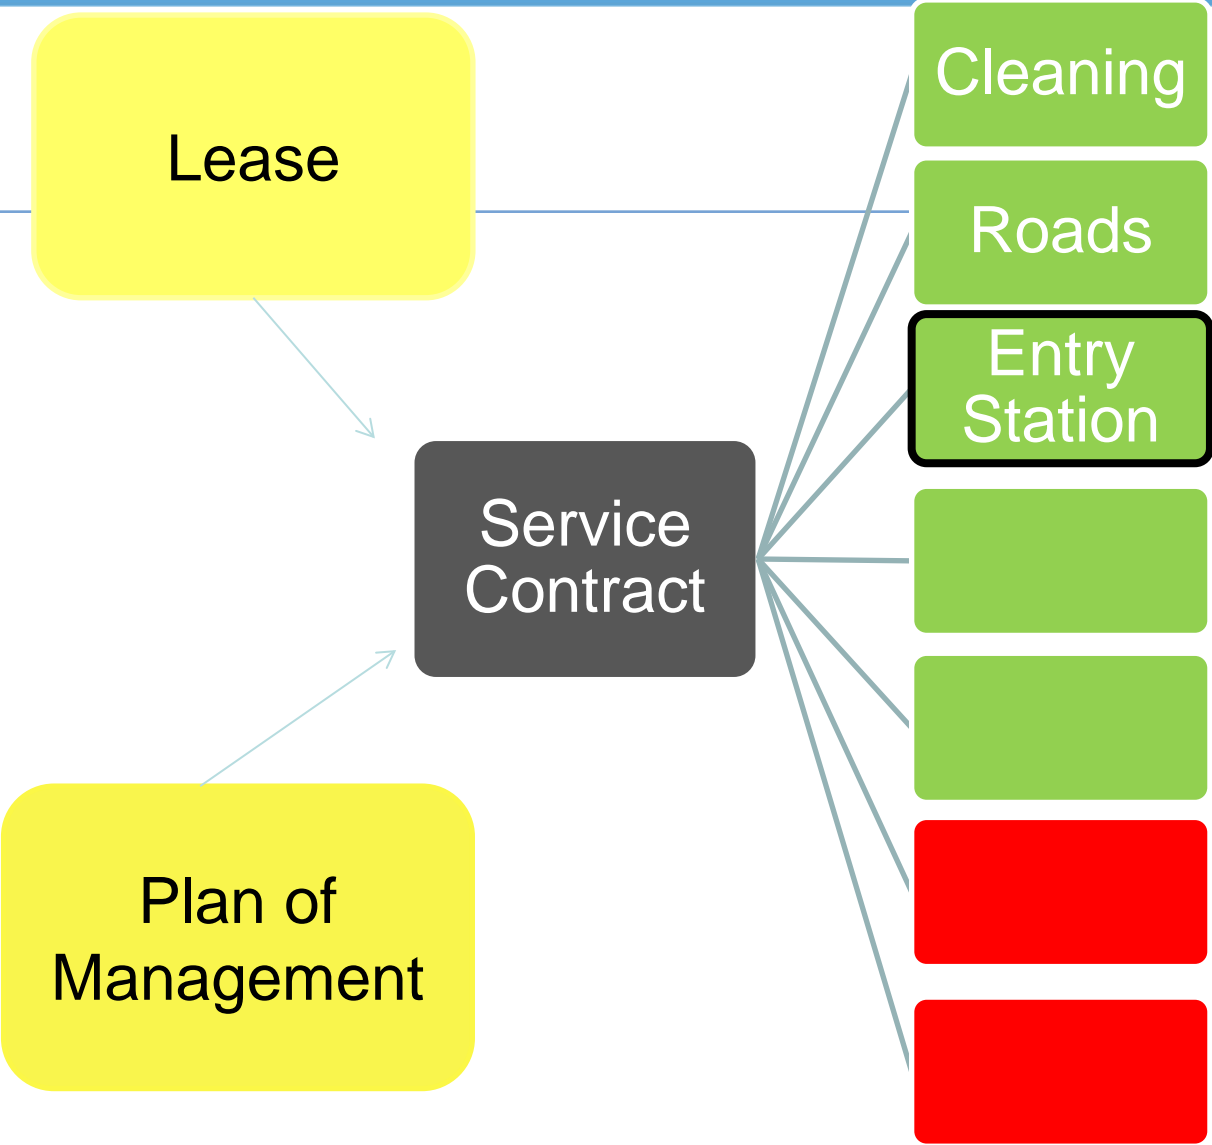 Lease
Cleaning
Roads
Entry
Station
Service
Contract
Plan of
Management